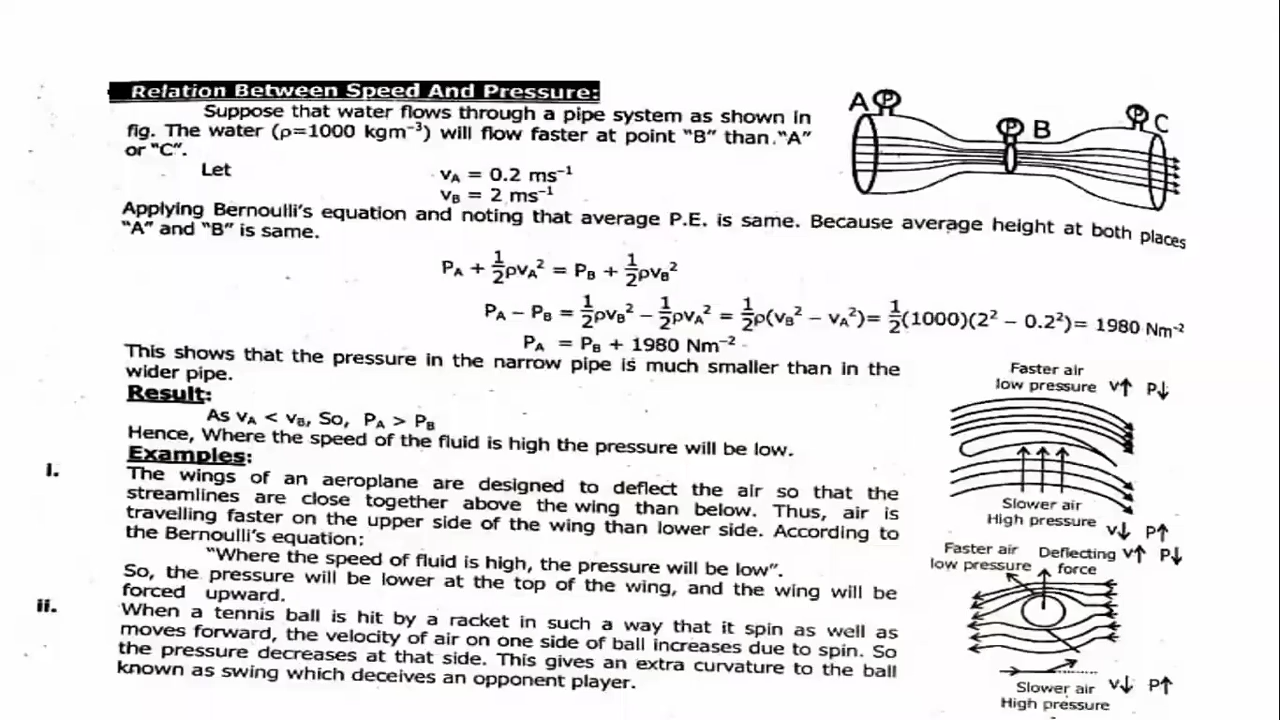 Relation Between Speed And Pressure:
Suppose that water flows through a pipe system as shown in
fig. The water (ρ=1000 kgm⁻³) will flow faster at point "B" than "A"
or "C".
Let
vA = 0.2 ms⁻¹
vB = 2 ms⁻¹
A P
P B
P C
Applying Bernoulli's equation and noting that average P.E. is same. Because average height at both places
"A" and "B" is same.
PA + 1/2 ρvA² = PB + 1/2 ρvB²
PA − PB = 1/2 ρvB² − 1/2 ρvA² = 1/2 ρ(vB² − vA²)= 1/2 (1000)(2² − 0.2²)= 1980 Nm⁻²
PA = PB + 1980 Nm⁻²
This shows that the pressure in the narrow pipe is much smaller than in the
wider pipe.
Result:
As vA < vB, So, PA > PB
Hence, Where the speed of the fluid is high the pressure will be low.
Examples:
i. The wings of an aeroplane are designed to deflect the air so that the
streamlines are close together above the wing than below. Thus, air is
travelling faster on the upper side of the wing than lower side. According to
the Bernoulli's equation:
"Where the speed of fluid is high, the pressure will be low".
So, the pressure will be lower at the top of the wing, and the wing will be
forced upward.
ii. When a tennis ball is hit by a racket in such a way that it spin as well as
moves forward, the velocity of air on one side of ball increases due to spin. So
the pressure decreases at that side. This gives an extra curvature to the ball
known as swing which deceives an opponent player.
Faster air
low pressure v↑ P↓
Slower air
High pressure v↓ P↑
Faster air
low pressure
Deflecting
force
v↑ P↓
Slower air
High pressure
v↓ P↑